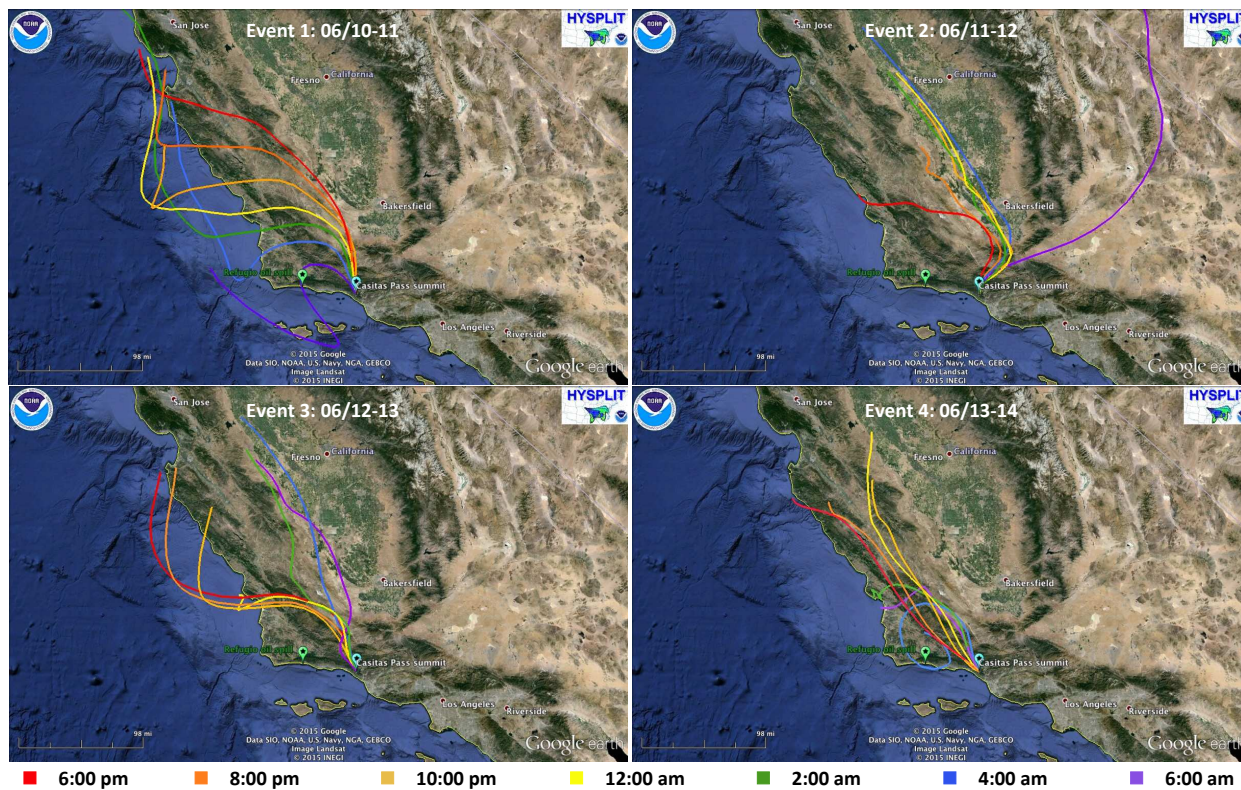 NOAA
San Jose
Event 1: 06/10-11
HYSPLIT
Fresno
California
Bakersfield
Refugio oil spill
Casitas Pass summit
Los Angeles
Riverside
98 mi
© 2015 Google
Data SIO, NOAA, U.S. Navy, NGA, GEBCO
Image Landsat
© 2015 INEGI
Google earth
NOAA
San Jose
Event 2: 06/11-12
HYSPLIT
Fresno
California
Bakersfield
Refugio oil spill
Casitas Pass summit
Los Angeles
Riverside
98 mi
© 2015 Google
Data SIO, NOAA, U.S. Navy, NGA, GEBCO
Image Landsat
© 2015 INEGI
Google earth
NOAA
San Jose
Event 3: 06/12-13
HYSPLIT
Fresno
California
Bakersfield
Refugio oil spill
Casitas Pass summit
Los Angeles
Riverside
98 mi
© 2015 Google
Data SIO, NOAA, U.S. Navy, NGA, GEBCO
Image Landsat
© 2015 INEGI
Google earth
NOAA
San Jose
Event 4: 06/13-14
HYSPLIT
Fresno
California
Bakersfield
Refugio oil spill
Casitas Pass summit
Los Angeles
Riverside
98 mi
© 2015 Google
Data SIO, NOAA, U.S. Navy, NGA, GEBCO
Image Landsat
© 2015 INEGI
Google earth
6:00 pm 8:00 pm 10:00 pm 12:00 am 2:00 am 4:00 am 6:00 am